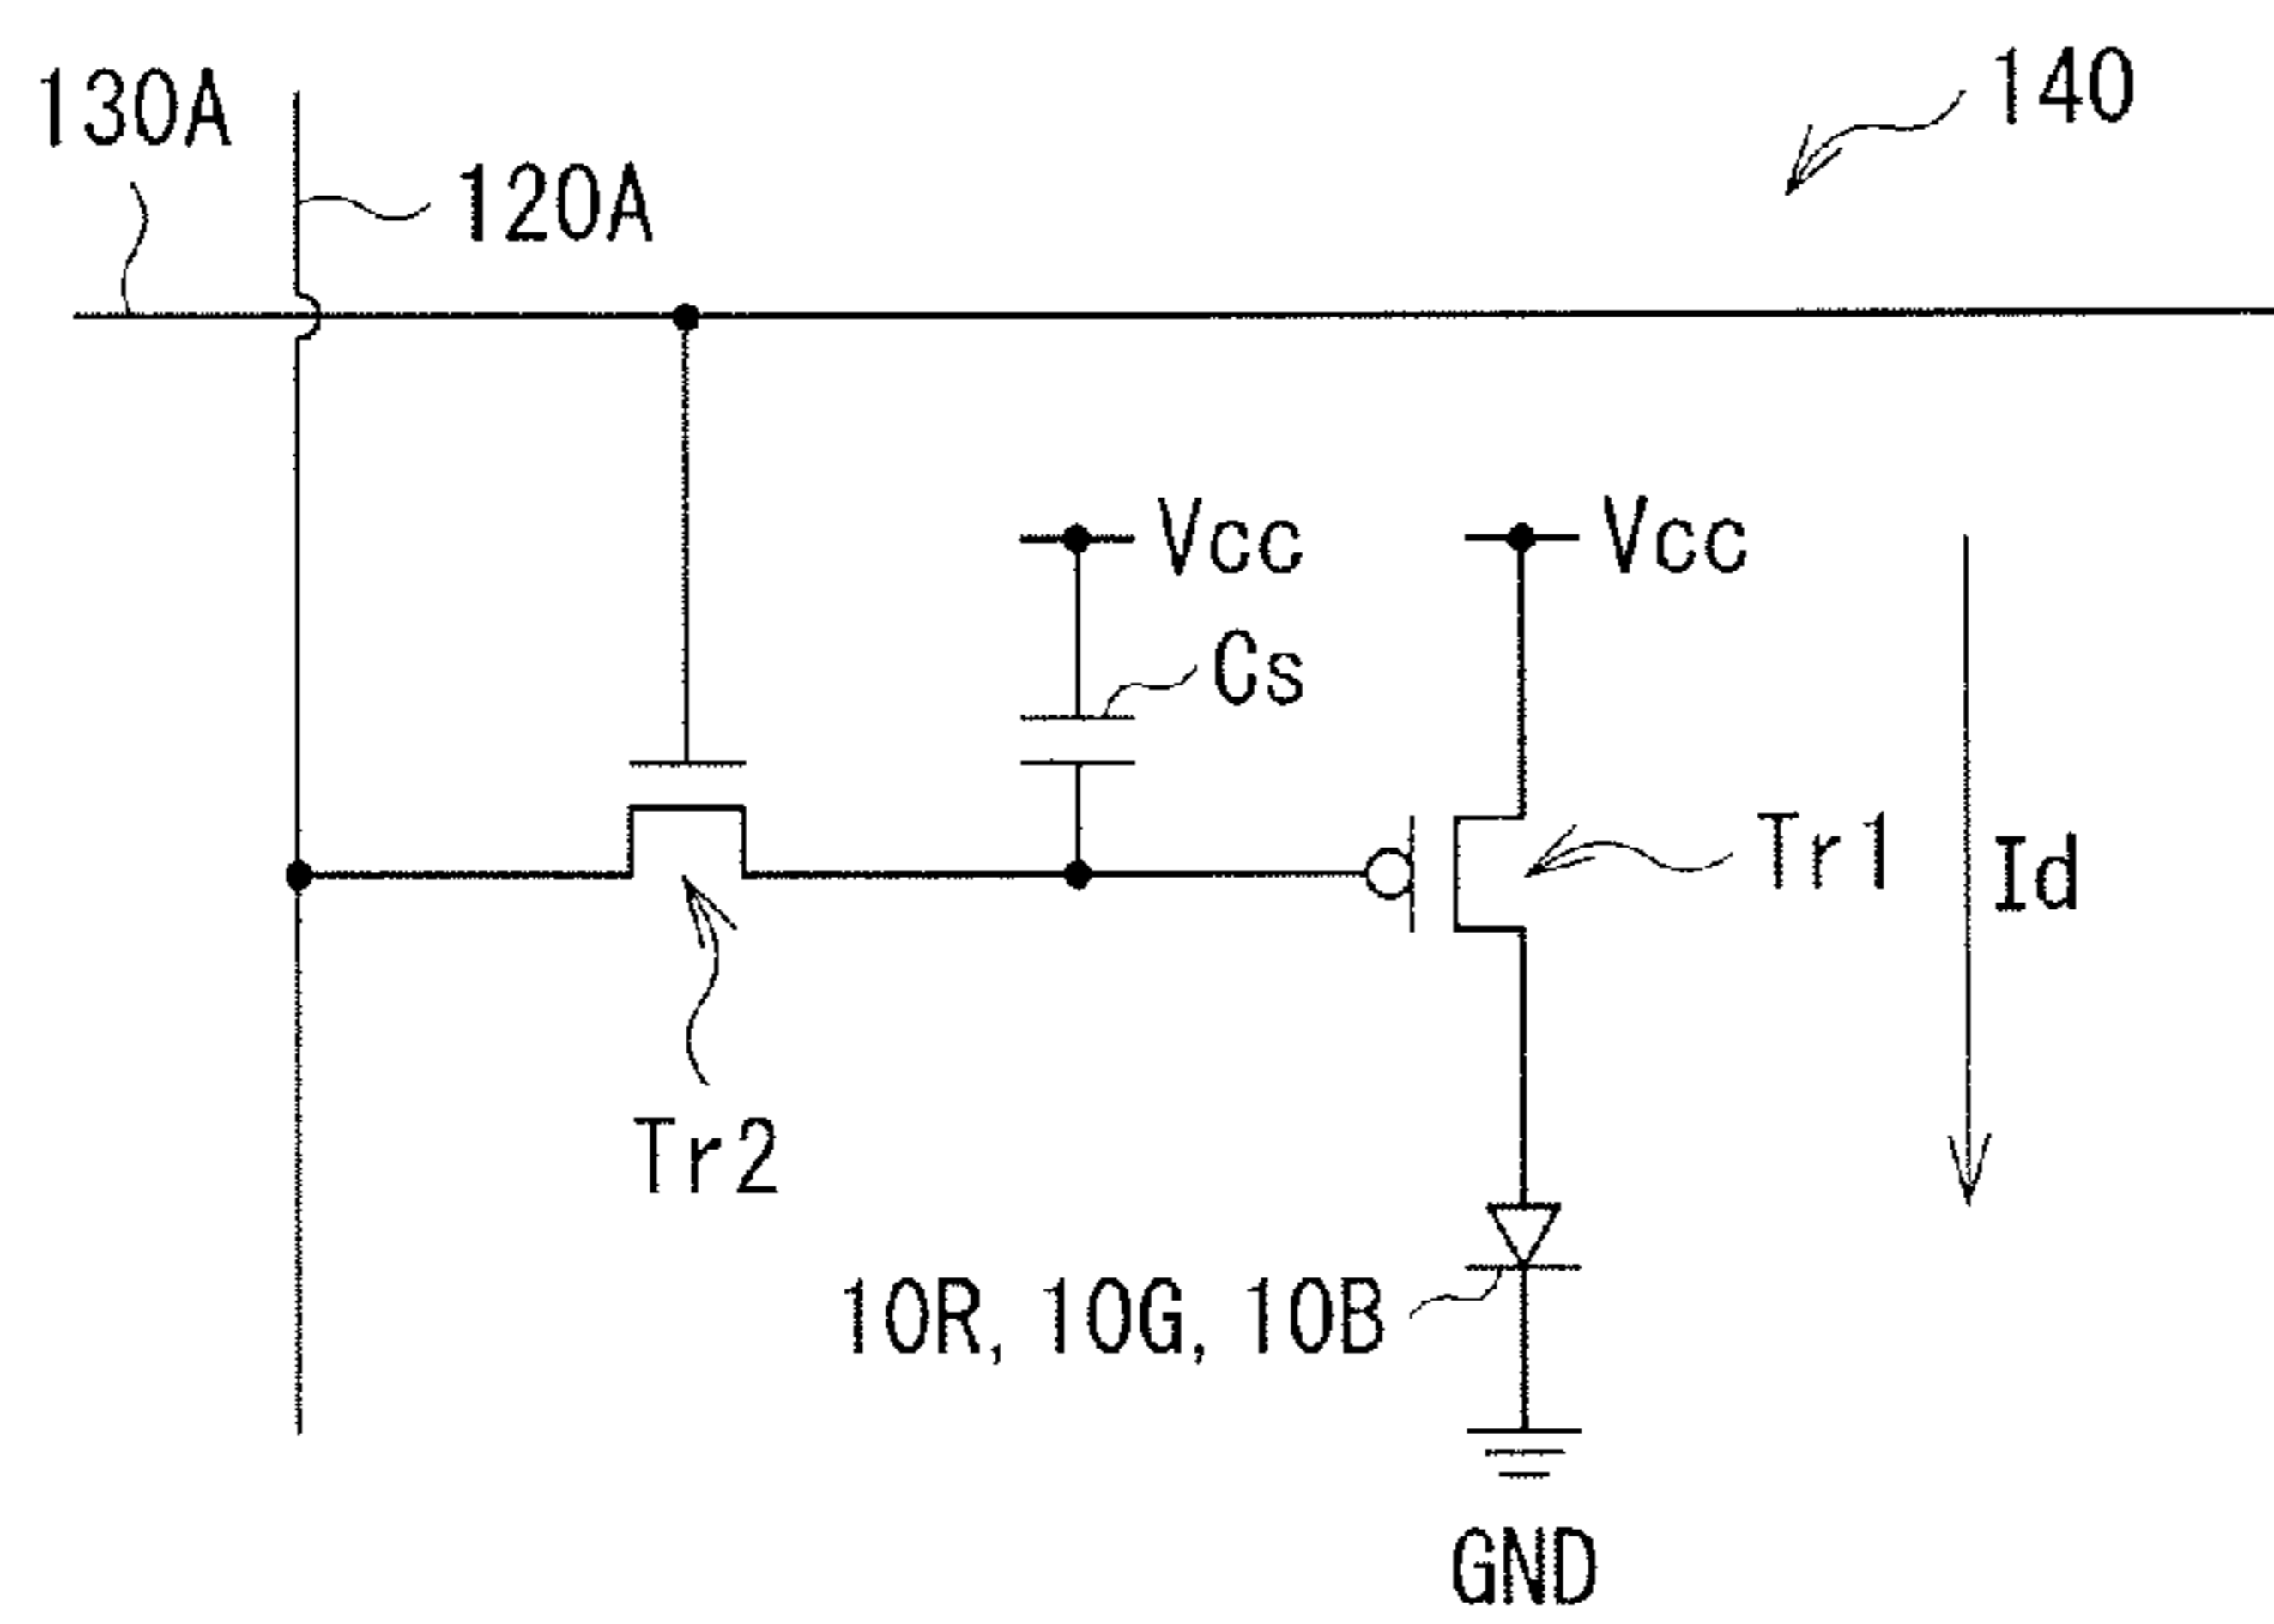 140
130A
120A
Vcc
Vcc
Cs
Tr1
Id
Tr2
10R, 10G, 10B
GND